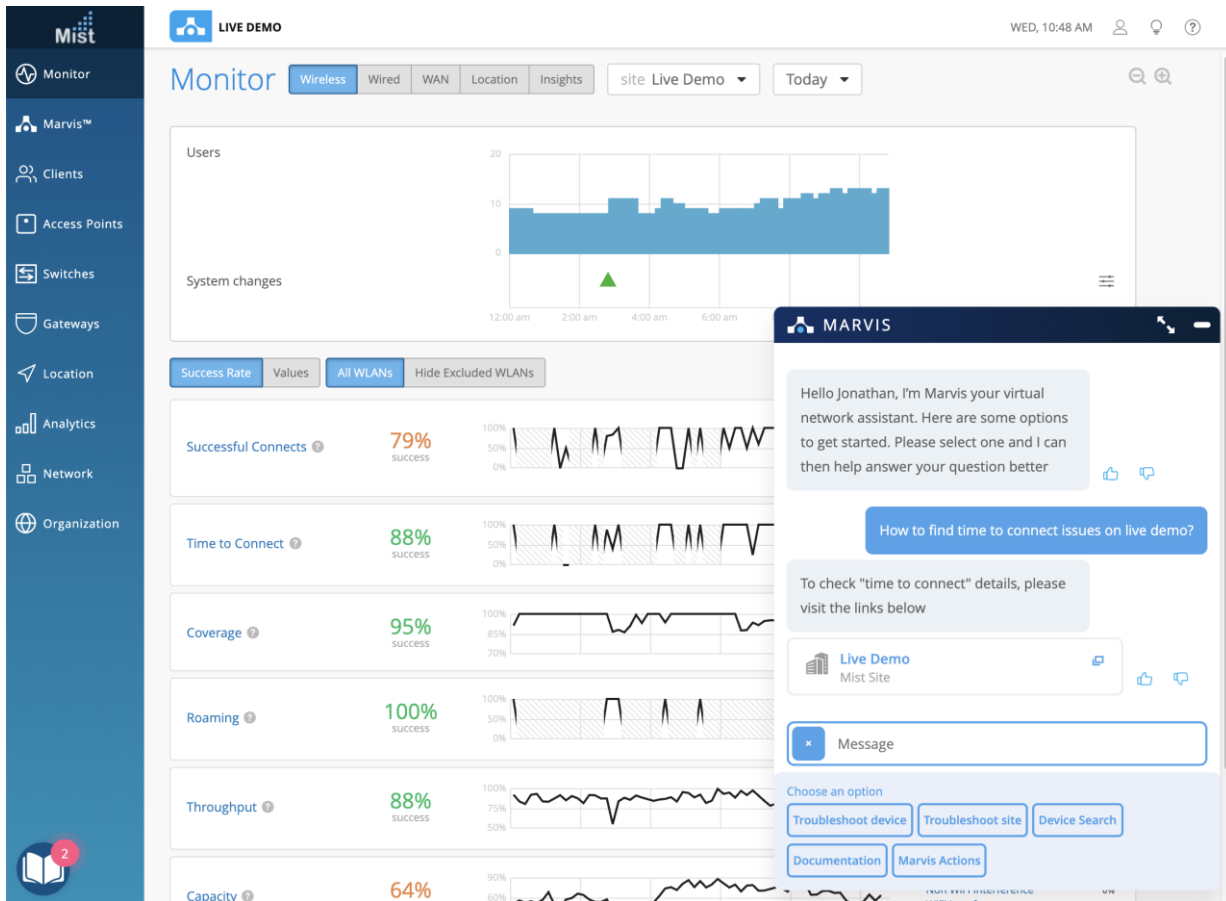 Mist
LIVE DEMO
WED, 10:48 AM
?
Monitor
Marvis™
Clients
Access Points
Switches
Gateways
Location
Analytics
Network
Organization
2
Monitor
Wireless Wired WAN Location Insights
site Live Demo
Today
Users
20
10
0
System changes
12:00 am 2:00 am 4:00 am 6:00 am
Success Rate Values All WLANs Hide Excluded WLANs
Successful Connects ?
79%
success
100%
50%
0%
Time to Connect ?
88%
success
100%
50%
0%
Coverage ?
95%
success
100%
85%
70%
Roaming ?
100%
success
100%
50%
0%
Throughput ?
88%
success
100%
75%
50%
Capacity ?
64%
90%
60%
MARVIS
Hello Jonathan, I'm Marvis your virtual
network assistant. Here are some options
to get started. Please select one and I can
then help answer your question better
How to find time to connect issues on live demo?
To check "time to connect" details, please
visit the links below
Live Demo
Mist Site
Message
Choose an option
Troubleshoot device Troubleshoot site Device Search
Documentation Marvis Actions
Non WiFi Interference